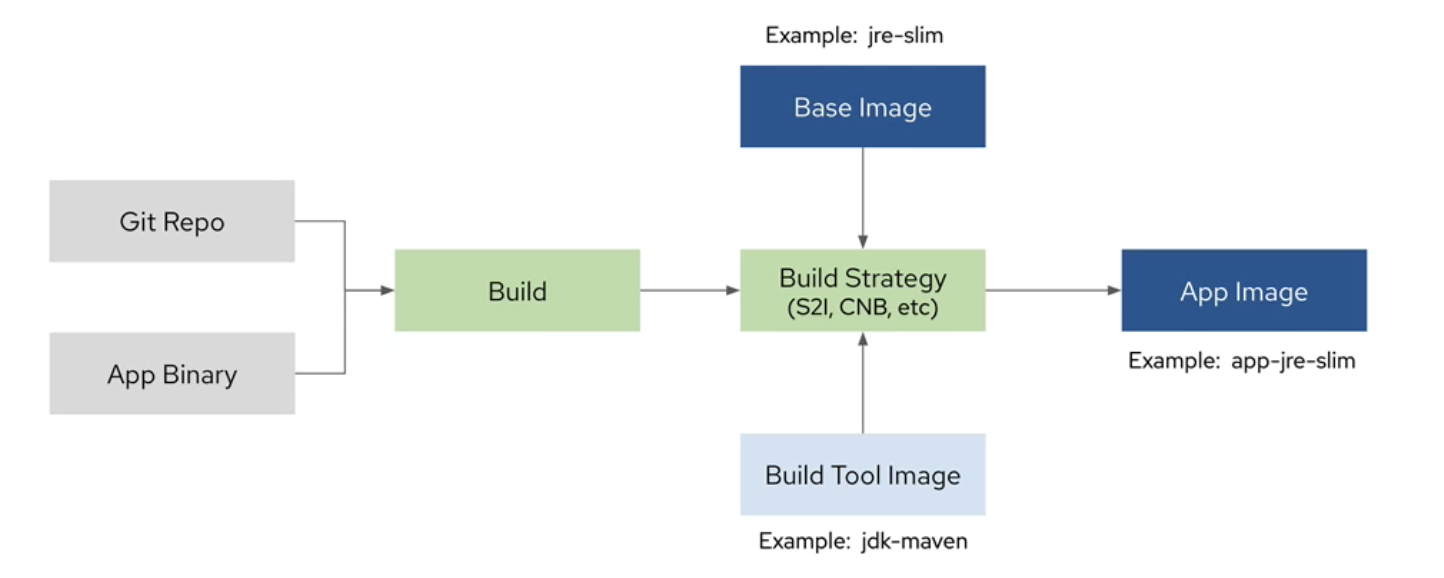 Example: jre-slim
Base Image
Git Repo
App Binary
Build
Build Strategy
(S2I, CNB, etc)
App Image
Example: app-jre-slim
Build Tool Image
Example: jdk-maven